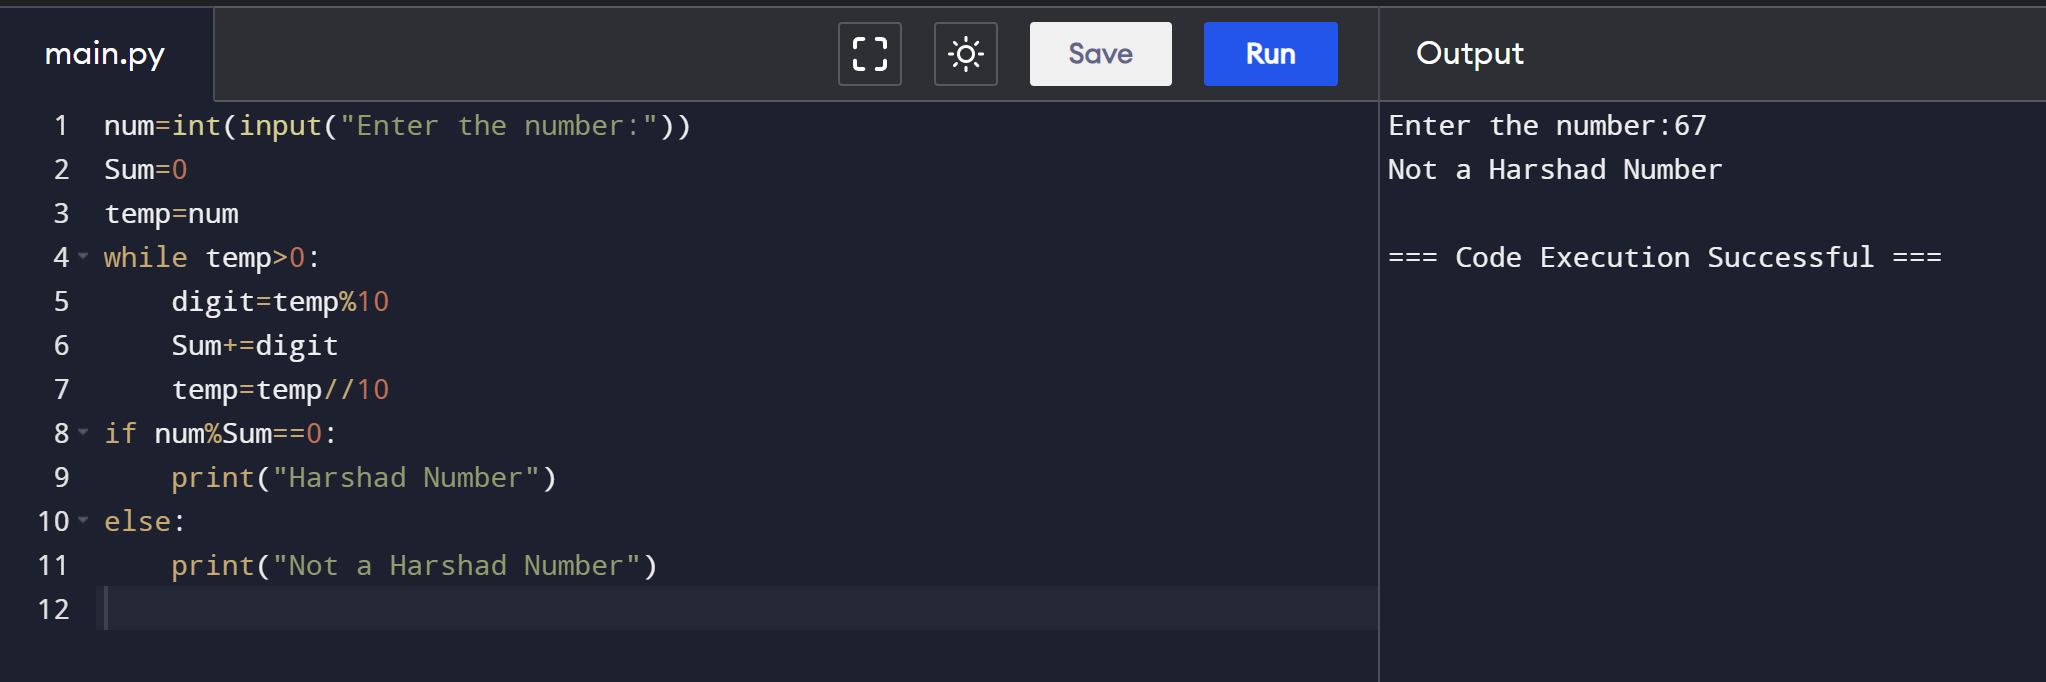 main.py
Save
Run
Output
1 num=int(input("Enter the number:"))
2 Sum=0
3 temp=num
4 while temp>0:
5     digit=temp%10
6     Sum+=digit
7     temp=temp//10
8 if num%Sum==0:
9     print("Harshad Number")
10 else:
11     print("Not a Harshad Number")
12
Enter the number:67
Not a Harshad Number
=== Code Execution Successful ===